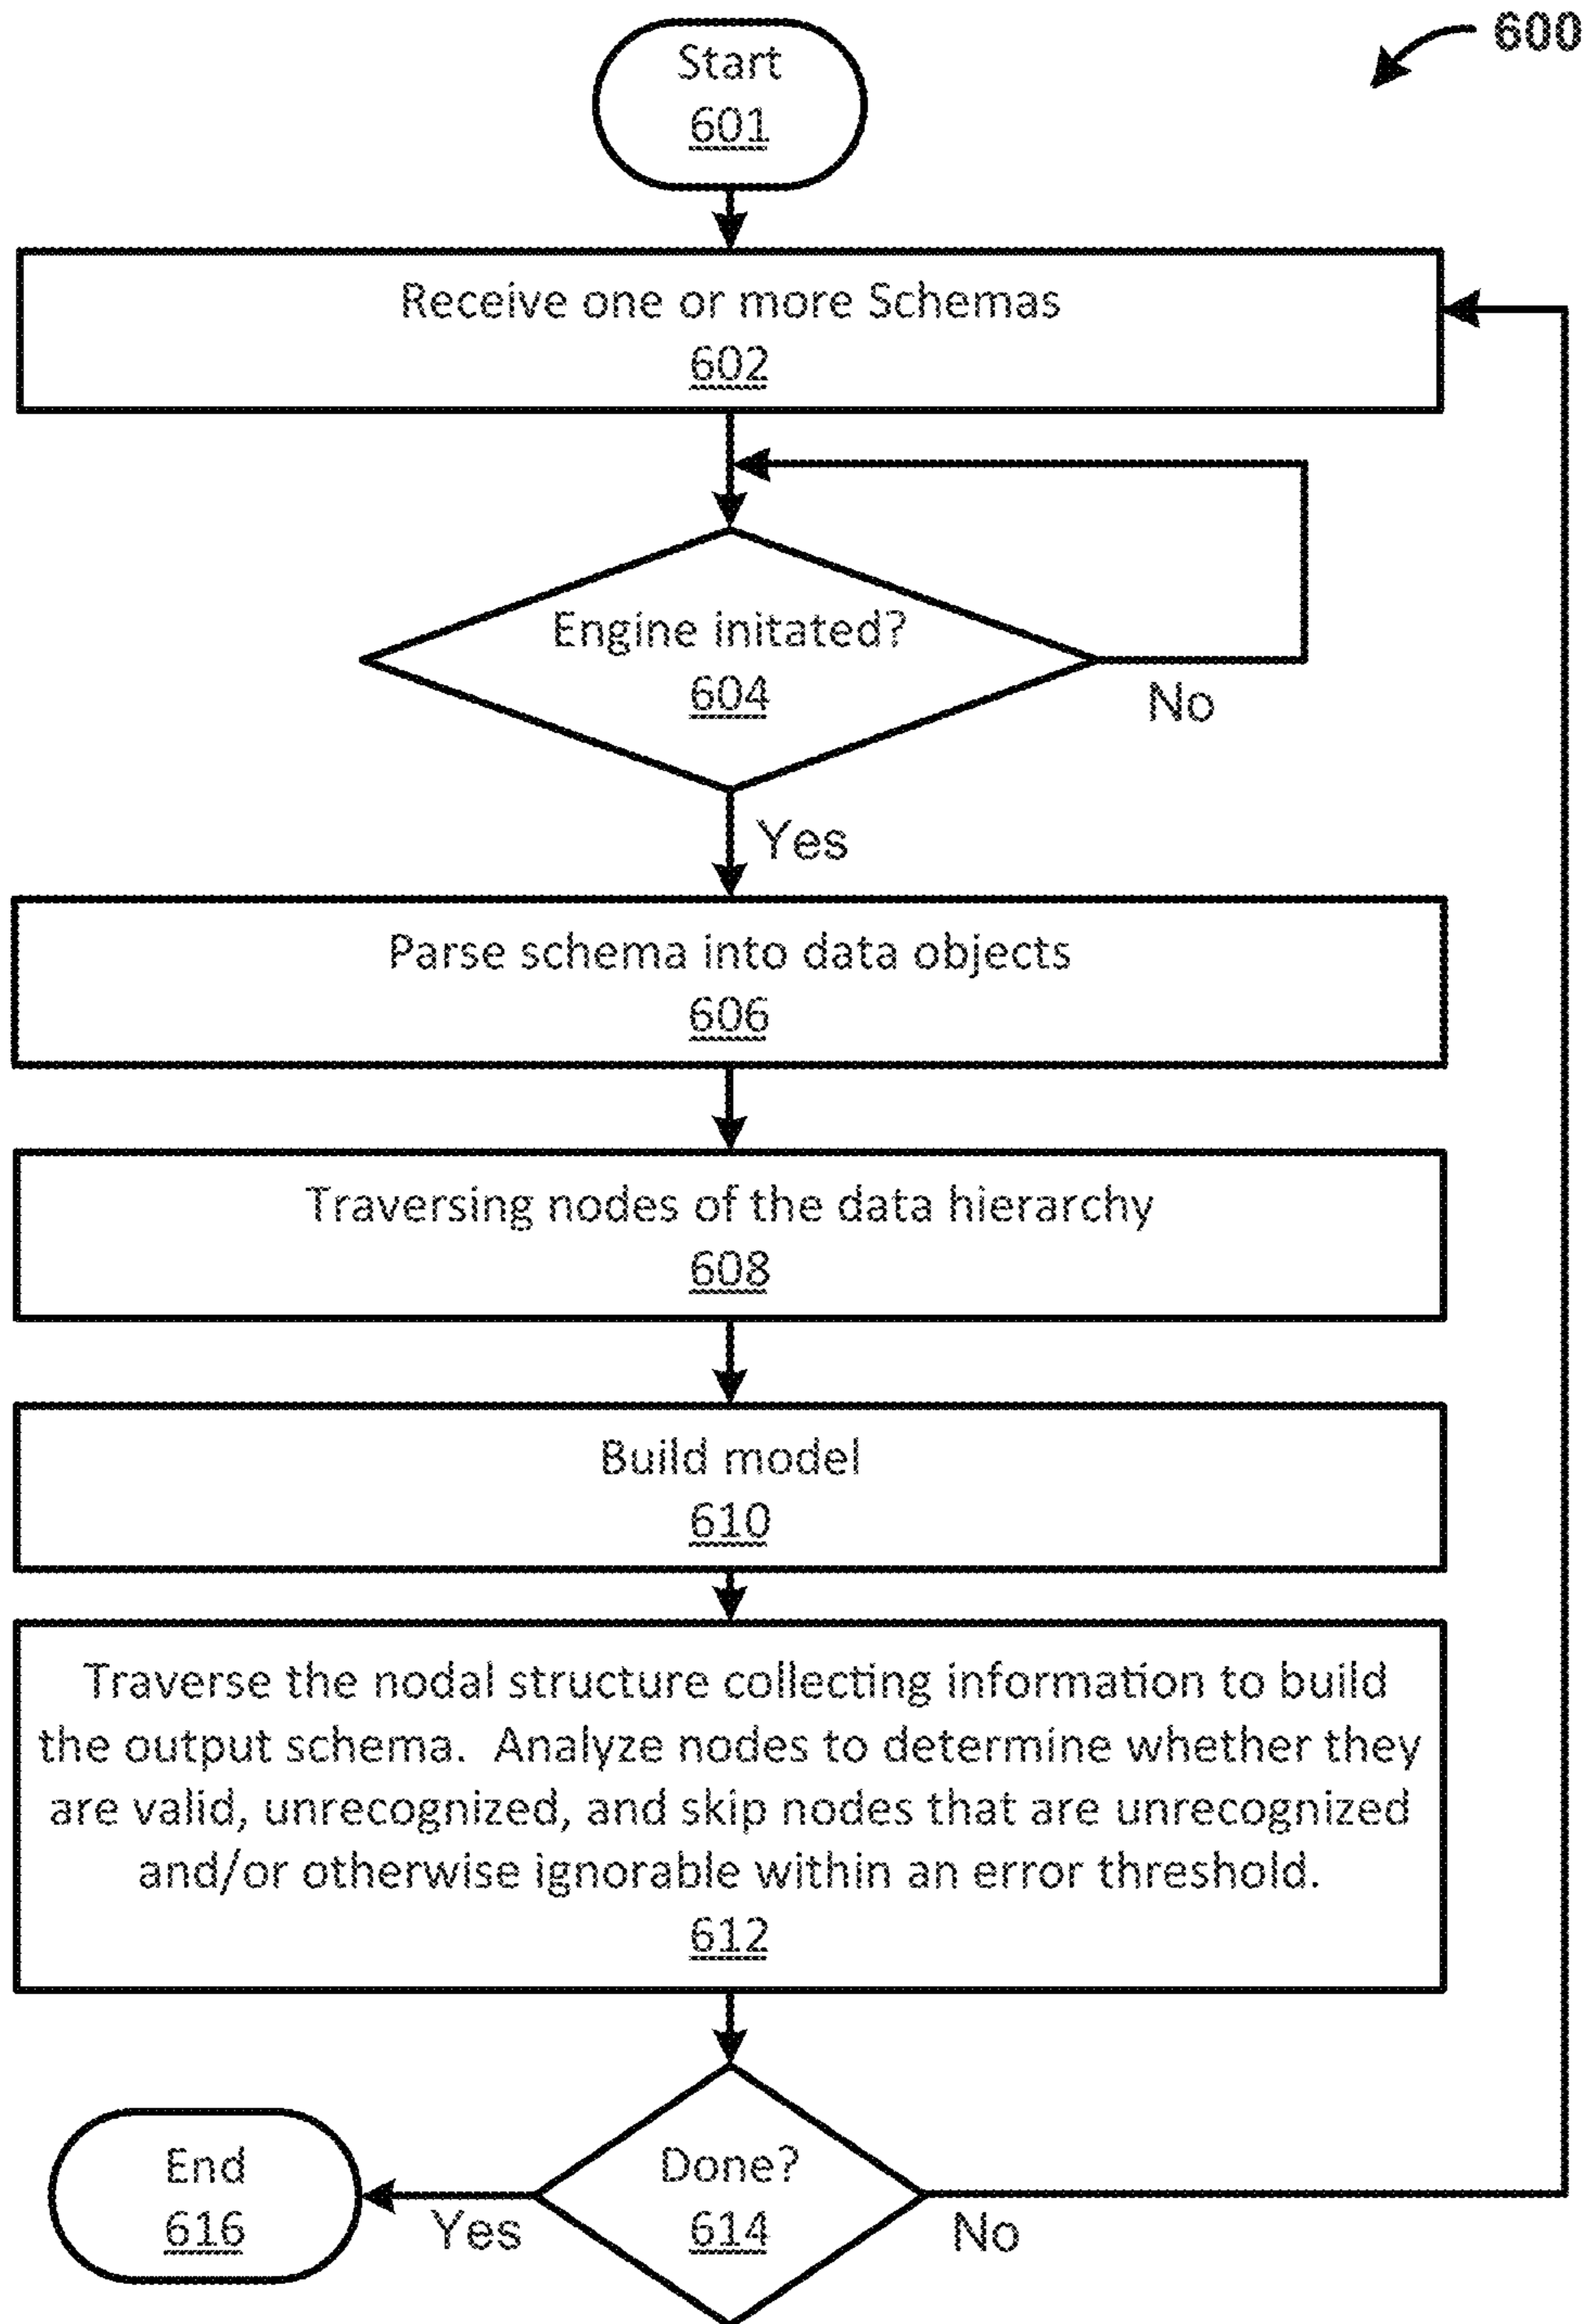 600
Start
601
Receive one or more Schemas
602
Engine initated?
604
No
Yes
Parse schema into data objects
606
Traversing nodes of the data hierarchy
608
Build model
610
Traverse the nodal structure collecting information to build
the output schema. Analyze nodes to determine whether they
are valid, unrecognized, and skip nodes that are unrecognized
and/or otherwise ignorable within an error threshold.
612
End
616
Yes
Done?
614
No